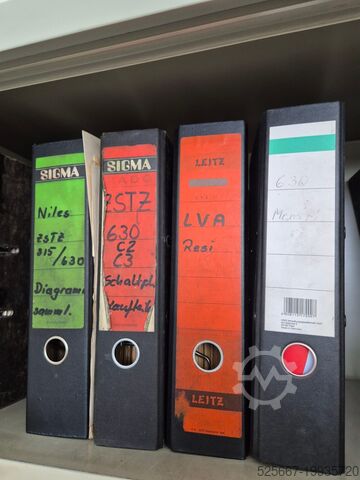 SIGMA
Niles
ZSTZ
315/630
Diagramm
samml.
SIGMA
ZSTZ
630
C2
C3
Schaltpl.
LEITZ
LVA
Resi
LEITZ
630
525667-19935720